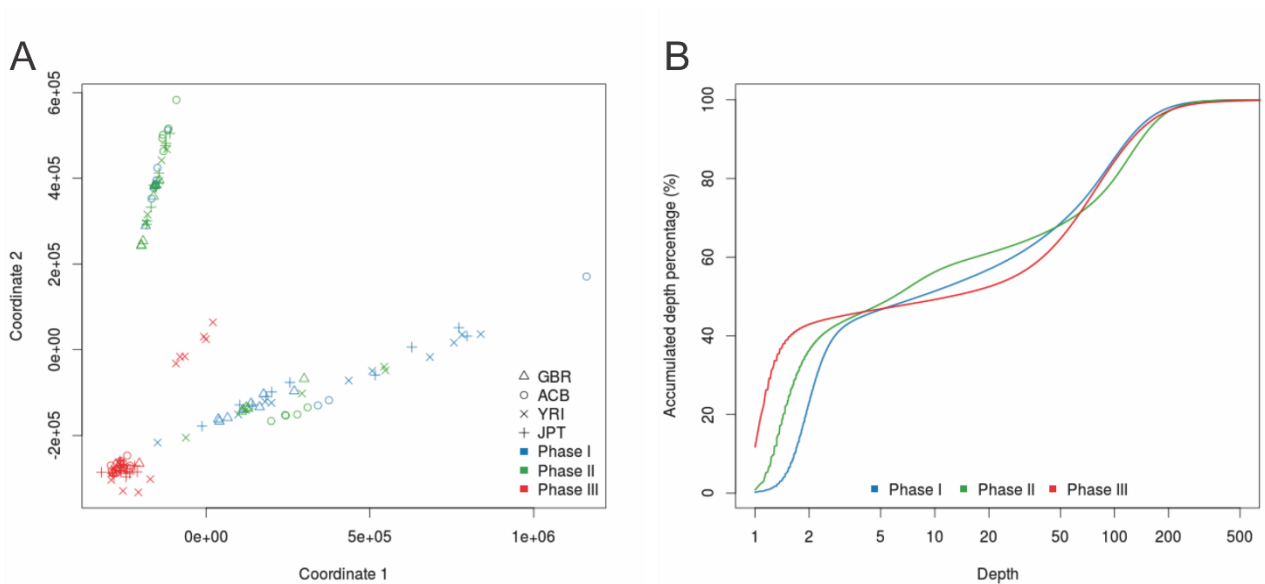 A
Coordinate 2
6e+05
4e+05
2e+05
0e+00
-2e+05
GBR
ACB
YRI
JPT
Phase I
Phase II
Phase III
0e+00 5e+05 1e+06
Coordinate 1
B
Accumulated depth percentage (%)
100
80
60
40
20
0
Phase I Phase II Phase III
1 2 5 10 20 50 100 200 500
Depth